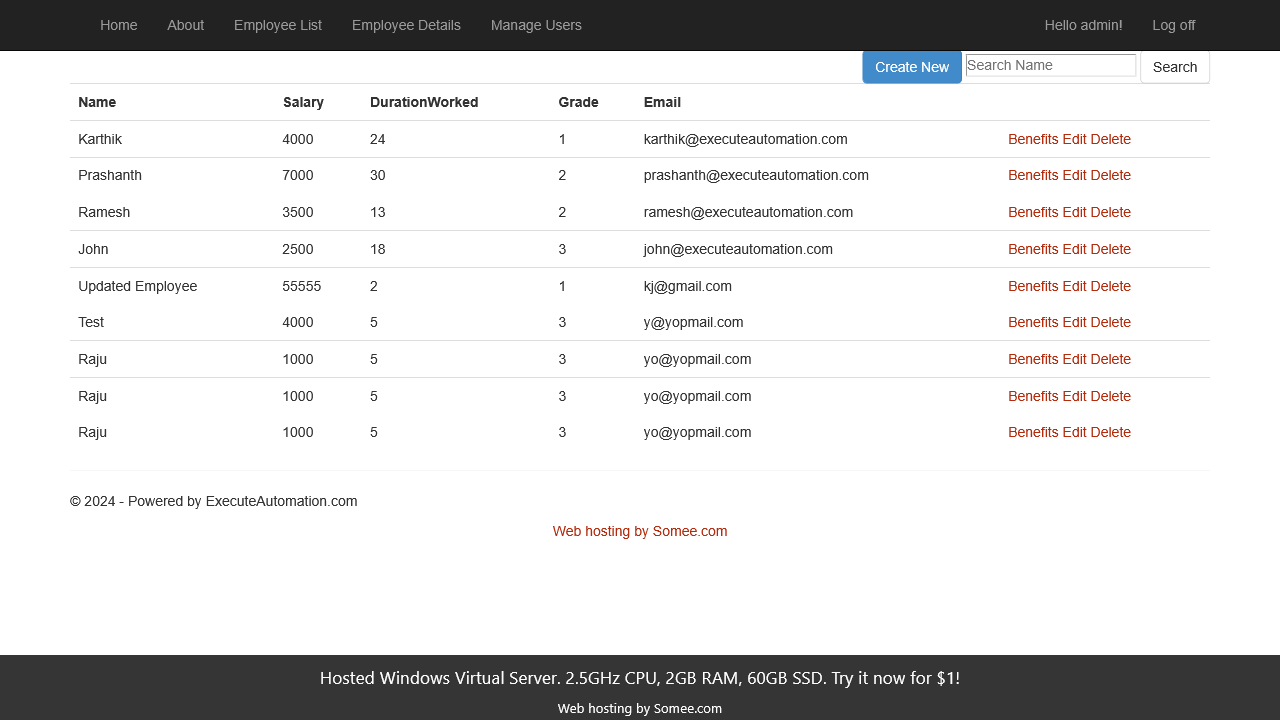 Home About Employee List Employee Details Manage Users Hello admin! Log off
Create New Search Name Search
Name Salary DurationWorked Grade Email
Karthik 4000 24 1 karthik@executeautomation.com Benefits Edit Delete
Prashanth 7000 30 2 prashanth@executeautomation.com Benefits Edit Delete
Ramesh 3500 13 2 ramesh@executeautomation.com Benefits Edit Delete
John 2500 18 3 john@executeautomation.com Benefits Edit Delete
Updated Employee 55555 2 1 kj@gmail.com Benefits Edit Delete
Test 4000 5 3 y@yopmail.com Benefits Edit Delete
Raju 1000 5 3 yo@yopmail.com Benefits Edit Delete
Raju 1000 5 3 yo@yopmail.com Benefits Edit Delete
Raju 1000 5 3 yo@yopmail.com Benefits Edit Delete
© 2024 - Powered by ExecuteAutomation.com
Web hosting by Somee.com
Hosted Windows Virtual Server. 2.5GHz CPU, 2GB RAM, 60GB SSD. Try it now for $1!
Web hosting by Somee.com